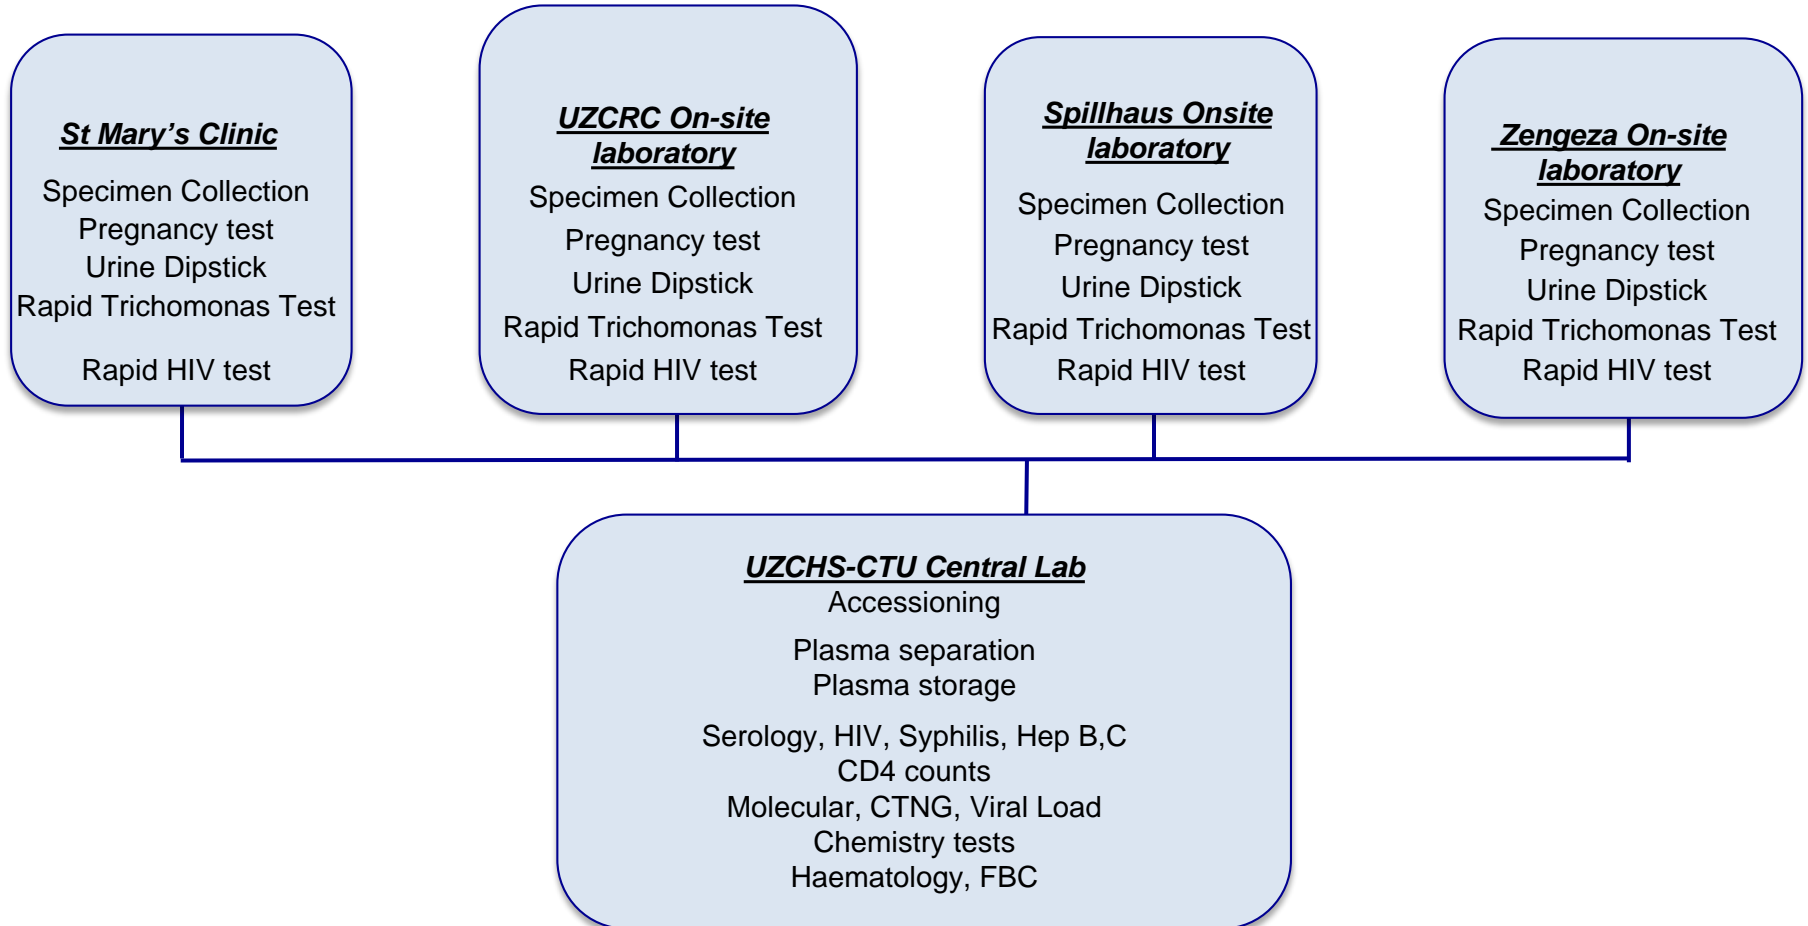 St Mary’s Clinic
Specimen Collection
Pregnancy test
Urine Dipstick
Rapid Trichomonas Test
Rapid HIV test
UZCRC On-site
laboratory
Specimen Collection
Pregnancy test
Urine Dipstick
Rapid Trichomonas Test
Rapid HIV test
Spillhaus Onsite
laboratory
Specimen Collection
Pregnancy test
Urine Dipstick
Rapid Trichomonas Test
Rapid HIV test
Zengeza On-site
laboratory
Specimen Collection
Pregnancy test
Urine Dipstick
Rapid Trichomonas Test
Rapid HIV test
UZCHS-CTU Central Lab
Accessioning
Plasma separation
Plasma storage
Serology, HIV, Syphilis, Hep B,C
CD4 counts
Molecular, CTNG, Viral Load
Chemistry tests
Haematology, FBC